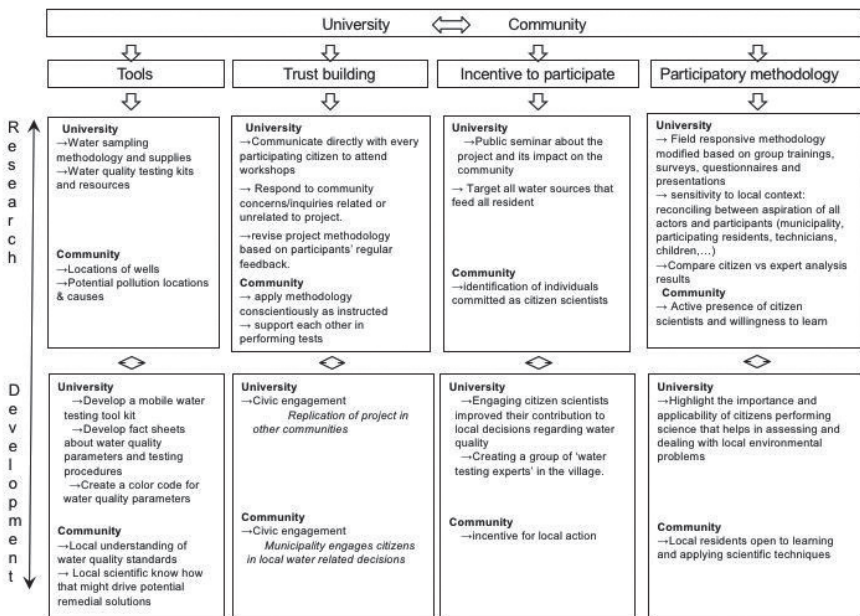 University Community
Tools
Trust building
Incentive to participate
Participatory methodology
Research
University
→Water sampling
methodology and supplies
→Water quality testing kits
and resources
Community
→Locations of wells
→Potential pollution locations
& causes
University
→Communicate directly with every
participating citizen to attend
workshops
→ Respond to community
concerns/inquiries related or
unrelated to project.
→revise project methodology
based on participants' regular
feedback.
Community
→ apply methodology
conscientiously as instructed
→ support each other in
performing tests
University
→Public seminar about the
project and its impact on the
community
→ Target all water sources that
feed all resident
Community
→identification of individuals
committed as citizen scientists
University
→ Field responsive methodology
modified based on group trainings,
surveys, questionnaires and
presentations
→ sensitivity to local context:
reconciling between aspiration of all
actors and participants (municipality,
participating residents, technicians,
children,…)
→Compare citizen vs expert analysis
results
Community
→ Active presence of citizen
scientists and willingness to learn
Development
University
→Develop a mobile water
testing tool kit
→Develop fact sheets
about water quality
parameters and testing
procedures
→Create a color code for
water quality parameters
Community
→Local understanding of
water quality standards
→ Local scientific know how
that might drive potential
remedial solutions
University
→Civic engagement
Replication of project in
other communities
Community
→Civic engagement
Municipality engages citizens
in local water related decisions
University
→Engaging citizen scientists
improved their contribution to
local decisions regarding water
quality
→Creating a group of 'water
testing experts' in the village.
Community
→incentive for local action
University
→Highlight the importance and
applicability of citizens performing
science that helps in assessing and
dealing with local environmental
problems
Community
→Local residents open to learning
and applying scientific techniques